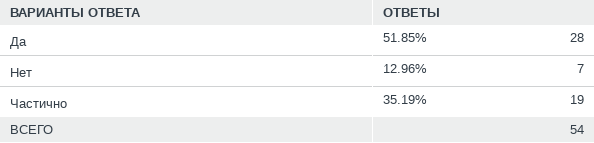 ВАРИАНТЫ ОТВЕТА ОТВЕТЫ
Да 51.85% 28
Нет 12.96% 7
Частично 35.19% 19
ВСЕГО 54